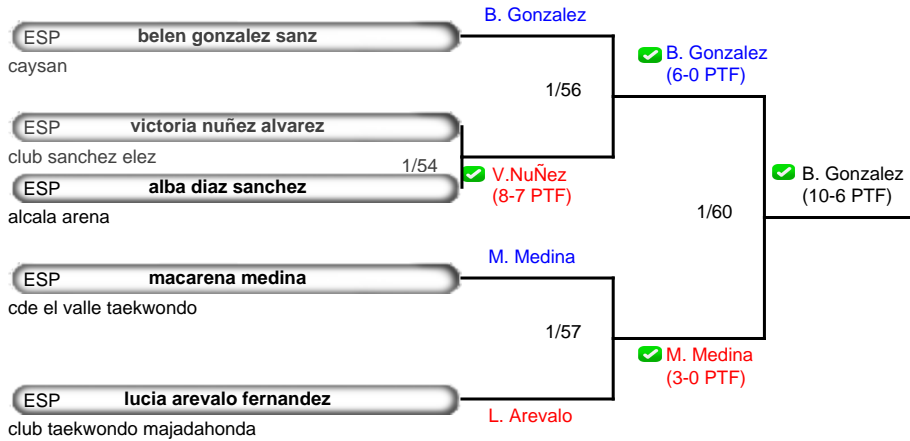 B. Gonzalez
ESP belen gonzalez sanz
caysan
B. Gonzalez
(6-0 PTF)
1/56
ESP victoria nuñez alvarez
club sanchez elez
1/54
V.NuÑez
(8-7 PTF)
ESP alba diaz sanchez
alcala arena
B. Gonzalez
(10-6 PTF)
1/60
M. Medina
ESP macarena medina
cde el valle taekwondo
1/57
M. Medina
(3-0 PTF)
ESP lucia arevalo fernandez
L. Arevalo
club taekwondo majadahonda